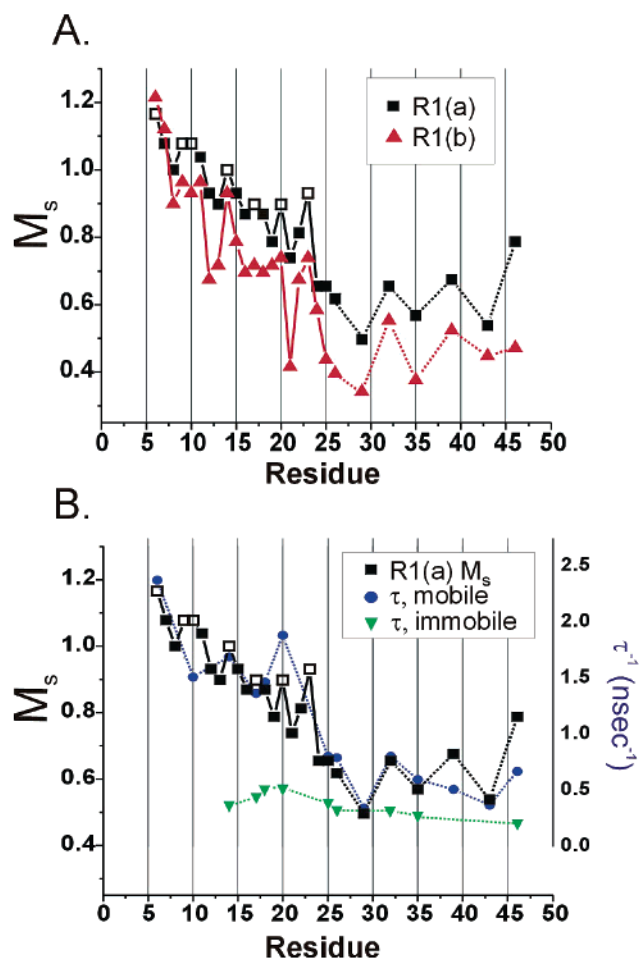 A.
1.2
1.0
0.8
0.6
0.4
Ms
R1(a)
R1(b)
0 5 10 15 20 25 30 35 40 45 50
Residue
B.
1.2
1.0
0.8
0.6
0.4
Ms
R1(a) Ms
τ, mobile
τ, immobile
2.5
2.0
1.5
1.0
0.5
0.0
τ-1 (nsec-1)
0 5 10 15 20 25 30 35 40 45 50
Residue